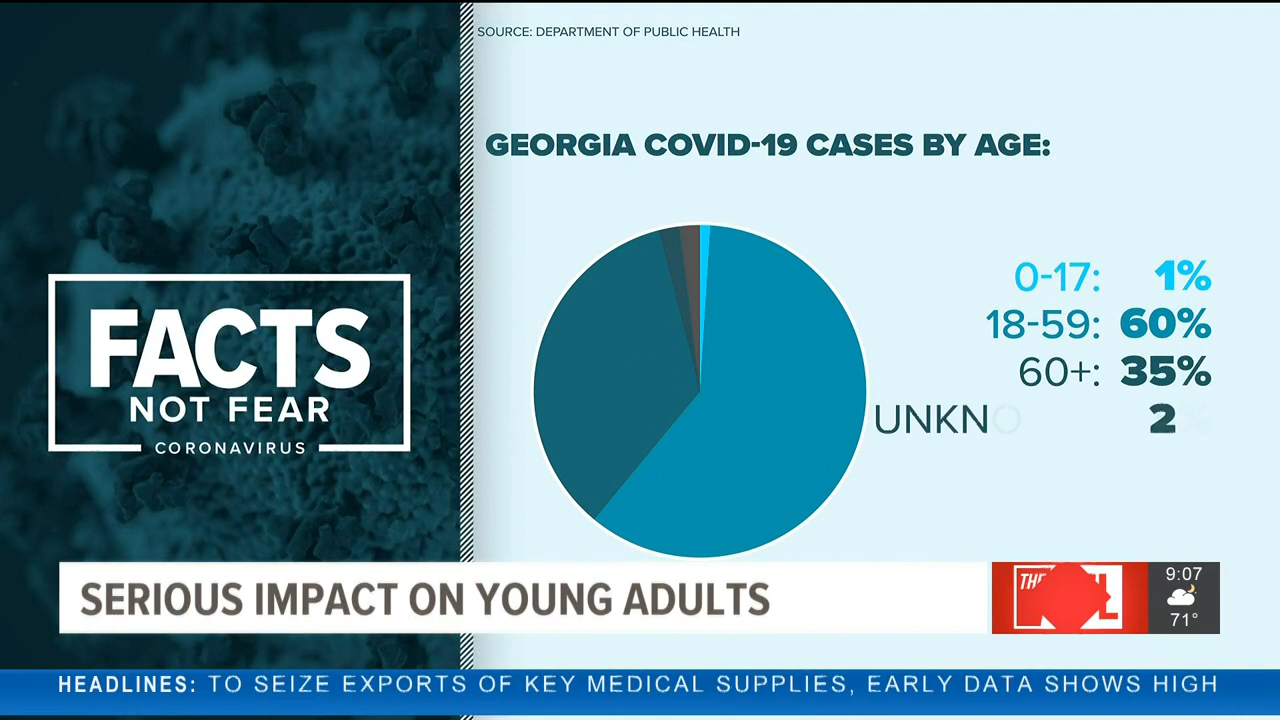 SOURCE: DEPARTMENT OF PUBLIC HEALTH
GEORGIA COVID-19 CASES BY AGE:
0-17: 1%
18-59: 60%
60+: 35%
UNKNO 2%
FACTS
NOT FEAR
CORONAVIRUS
SERIOUS IMPACT ON YOUNG ADULTS
THE
9:07
71°
HEADLINES: TO SEIZE EXPORTS OF KEY MEDICAL SUPPLIES, EARLY DATA SHOWS HIGH